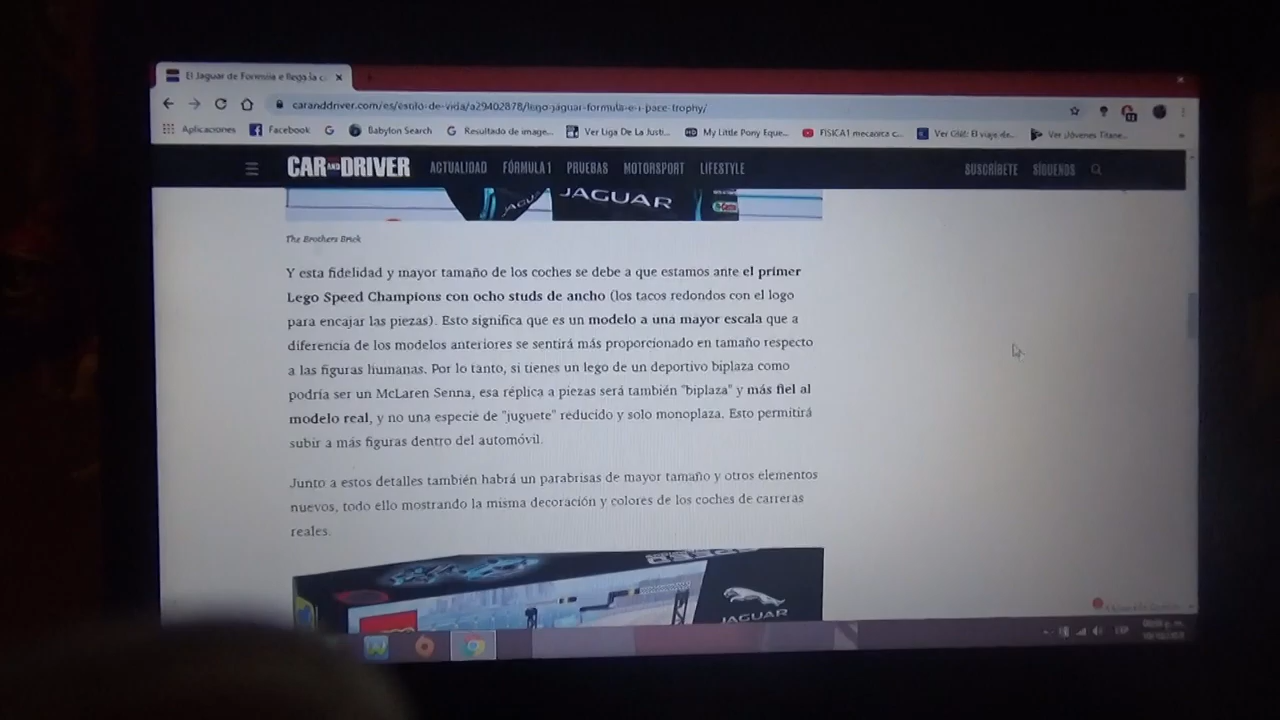 El Jaguar de Formula e llega la c
caranddriver.com/es/estilo-de-vida/a29402878/lego-jaguar-formula-e-i-pace-trophy/
Aplicaciones Facebook Babylon Search Resultado de image... Ver Liga De La Justi... My Little Pony Eque... FISICA1 mecanica c... Ver Glitt: El viaje de... Ver Jóvenes Titane...
CAR AND DRIVER ACTUALIDAD FÓRMULA 1 PRUEBAS MOTORSPORT LIFESTYLE SUSCRÍBETE SÍGUENOS
JAGUAR
The Brothers Brick
Y esta fidelidad y mayor tamaño de los coches se debe a que estamos ante el primer
Lego Speed Champions con ocho studs de ancho (los tacos redondos con el logo
para encajar las piezas). Esto significa que es un modelo a una mayor escala que a
diferencia de los modelos anteriores se sentirá más proporcionado en tamaño respecto
a las figuras humanas. Por lo tanto, si tienes un lego de un deportivo biplaza como
podría ser un McLaren Senna, esa réplica a piezas será también "biplaza" y más fiel al
modelo real, y no una especie de "juguete" reducido y solo monoplaza. Esto permitirá
subir a más figuras dentro del automóvil.
Junto a estos detalles también habrá un parabrisas de mayor tamaño y otros elementos
nuevos, todo ello mostrando la misma decoración y colores de los coches de carreras
reales.
SPEED
JAGUAR
ESP